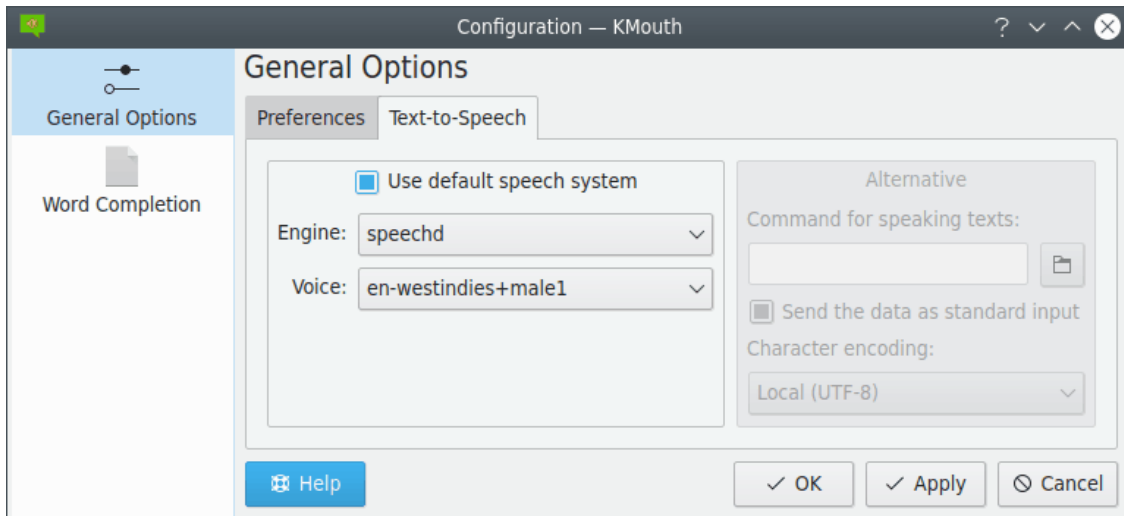 Configuration — KMouth
General Options
Word Completion
General Options
Preferences
Text-to-Speech
Use default speech system
Engine: speechd
Voice: en-westindies+male1
Alternative
Command for speaking texts:
Send the data as standard input
Character encoding:
Local (UTF-8)
Help
OK
Apply
Cancel